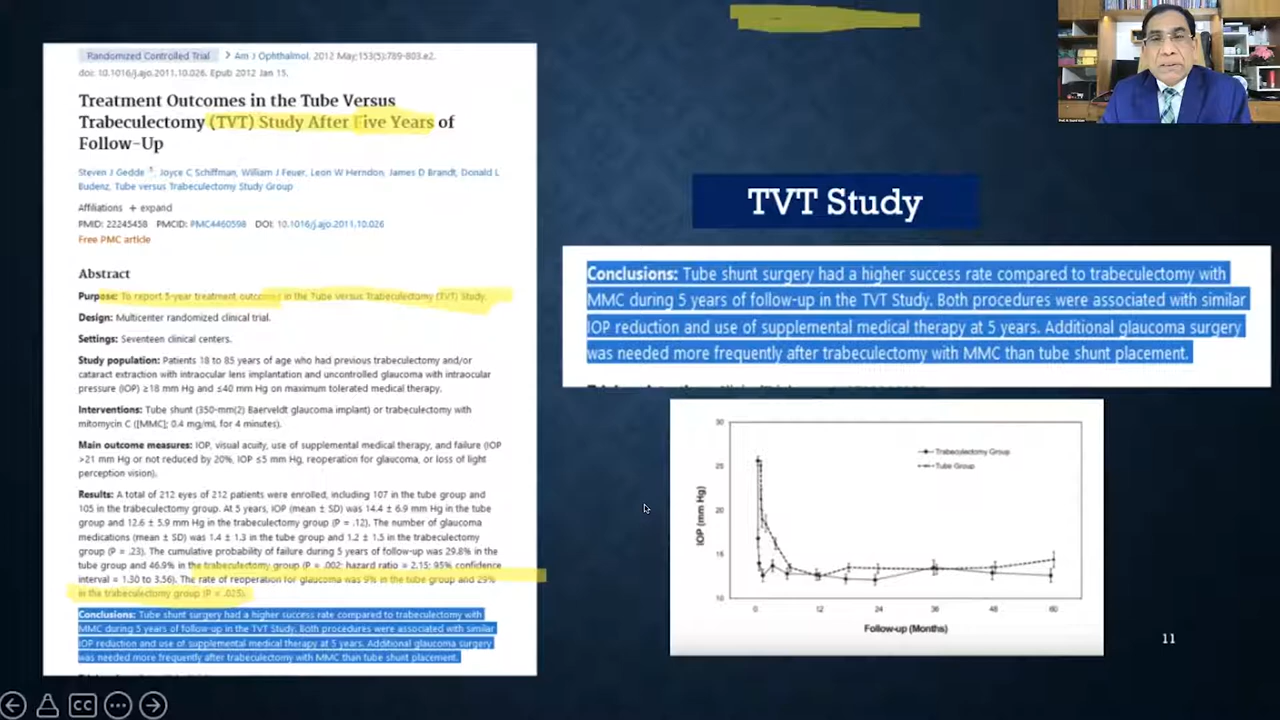 Randomized Controlled Trial > Am J Ophthalmol. 2012 May;153(5):789-803.e2.
doi: 10.1016/j.ajo.2011.10.026. Epub 2012 Jan 15.
Treatment Outcomes in the Tube Versus
Trabeculectomy (TVT) Study After Five Years of
Follow-Up
Steven J Gedde, Joyce C Schiffman, William J Feuer, Leon W Herndon, James D Brandt, Donald L
Budenz, Tube versus Trabeculectomy Study Group
Affiliations + expand
PMID: 22245458 PMCID: PMC4460598 DOI: 10.1016/j.ajo.2011.10.026
Free PMC article
Abstract
Purpose: To report 5-year treatment outcomes in the Tube Versus Trabeculectomy (TVT) Study.
Design: Multicenter randomized clinical trial.
Settings: Seventeen clinical centers.
Study population: Patients 18 to 85 years of age who had previous trabeculectomy and/or
cataract extraction with intraocular lens implantation and uncontrolled glaucoma with intraocular
pressure (IOP) ≥18 mm Hg and ≤40 mm Hg on maximum tolerated medical therapy.
Interventions: Tube shunt (350-mm(2) Baerveldt glaucoma implant) or trabeculectomy with
mitomycin C ([MMC]; 0.4 mg/mL for 4 minutes).
Main outcome measures: IOP, visual acuity, use of supplemental medical therapy, and failure (IOP
>21 mm Hg or not reduced by 20%, IOP ≤5 mm Hg, reoperation for glaucoma, or loss of light
perception vision).
Results: A total of 212 eyes of 212 patients were enrolled, including 107 in the tube group and
105 in the trabeculectomy group. At 5 years, IOP (mean ± SD) was 14.4 ± 6.9 mm Hg in the tube
group and 12.6 ± 5.9 mm Hg in the trabeculectomy group (P = .12). The number of glaucoma
medications (mean ± SD) was 1.4 ± 1.3 in the tube group and 1.2 ± 1.5 in the trabeculectomy
group (P = .23). The cumulative probability of failure during 5 years of follow-up was 29.8% in the
tube group and 46.9% in the trabeculectomy group (P = .002; hazard ratio = 2.15; 95% confidence
interval = 1.30 to 3.56). The rate of reoperation for glaucoma was 9% in the tube group and 29%
in the trabeculectomy group (P = .025).
Conclusions: Tube shunt surgery had a higher success rate compared to trabeculectomy with
MMC during 5 years of follow-up in the TVT Study. Both procedures were associated with similar
IOP reduction and use of supplemental medical therapy at 5 years. Additional glaucoma surgery
was needed more frequently after trabeculectomy with MMC than tube shunt placement.
TVT Study
Conclusions: Tube shunt surgery had a higher success rate compared to trabeculectomy with
MMC during 5 years of follow-up in the TVT Study. Both procedures were associated with similar
IOP reduction and use of supplemental medical therapy at 5 years. Additional glaucoma surgery
was needed more frequently after trabeculectomy with MMC than tube shunt placement.
30
25
20
15
10
IOP (mm Hg)
Trabeculectomy Group
Tube Group
0 12 24 36 48 60
Follow-up (Months)
11
CC